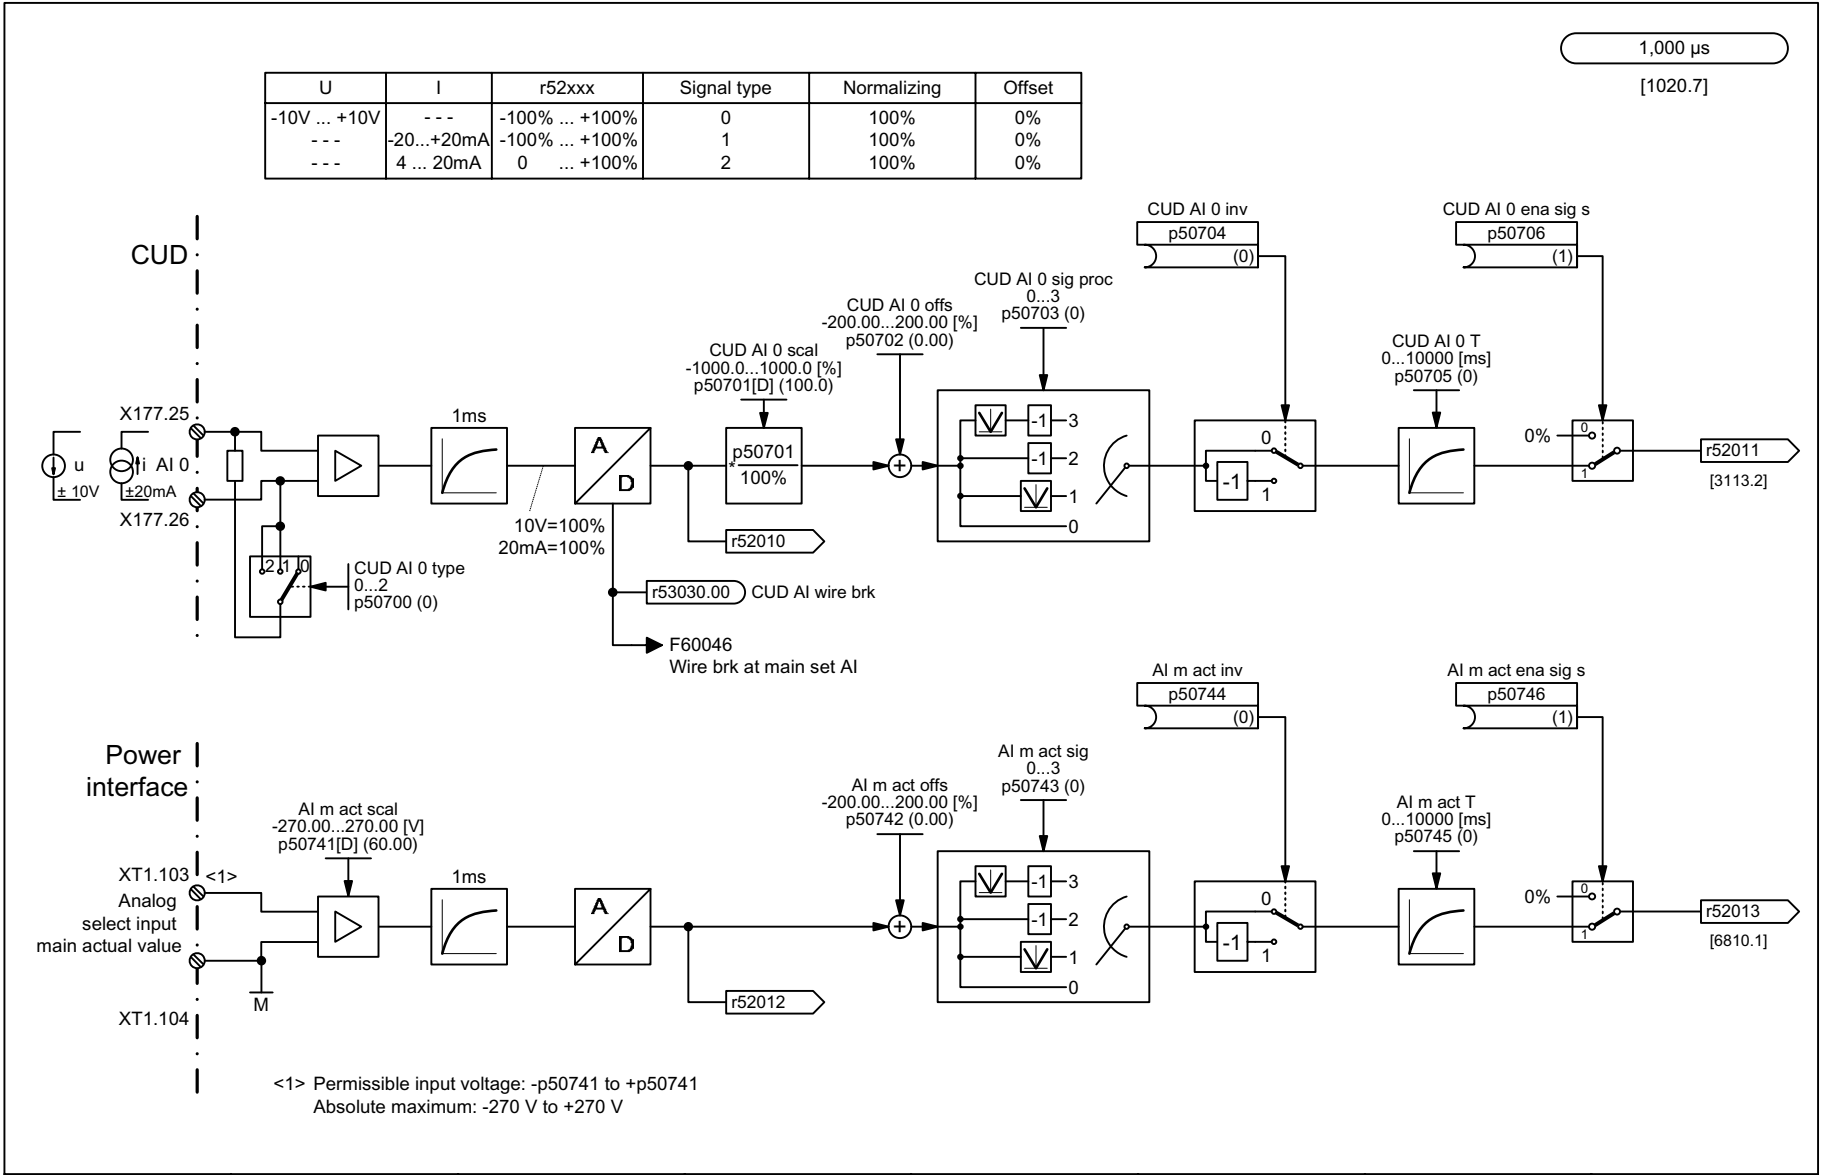 1,000 µs
[1020.7]
U I r52xxx Signal type Normalizing Offset
-10V ... +10V - - - -100% ... +100% 0 100% 0%
- - - -20...+20mA -100% ... +100% 1 100% 0%
- - - 4 ... 20mA 0 ... +100% 2 100% 0%
CUD
CUD AI 0 inv
p50704
(0)
CUD AI 0 ena sig s
p50706
(1)
CUD AI 0 sig proc
0...3
p50703 (0)
CUD AI 0 offs
-200.00...200.00 [%]
p50702 (0.00)
CUD AI 0 scal
-1000.0...1000.0 [%]
p50701[D] (100.0)
CUD AI 0 T
0...10000 [ms]
p50705 (0)
X177.25
u
± 10V
i AI 0
±20mA
X177.26
1ms
10V=100%
20mA=100%
A
D
p50701
*
100%
r52010
-1 3
-1 2
1
0
0
-1
1
0%
0
1
r52011
[3113.2]
2 1 0
CUD AI 0 type
0...2
p50700 (0)
r53030.00 CUD AI wire brk
F60046
Wire brk at main set AI
Power
interface
AI m act inv
p50744
(0)
AI m act ena sig s
p50746
(1)
AI m act sig
0...3
p50743 (0)
AI m act offs
-200.00...200.00 [%]
p50742 (0.00)
AI m act scal
-270.00...270.00 [V]
p50741[D] (60.00)
AI m act T
0...10000 [ms]
p50745 (0)
XT1.103 <1>
Analog
select input
main actual value
M
XT1.104
1ms
A
D
r52012
-1 3
-1 2
1
0
0
-1
1
0%
0
1
r52013
[6810.1]
<1> Permissible input voltage: -p50741 to +p50741
Absolute maximum: -270 V to +270 V